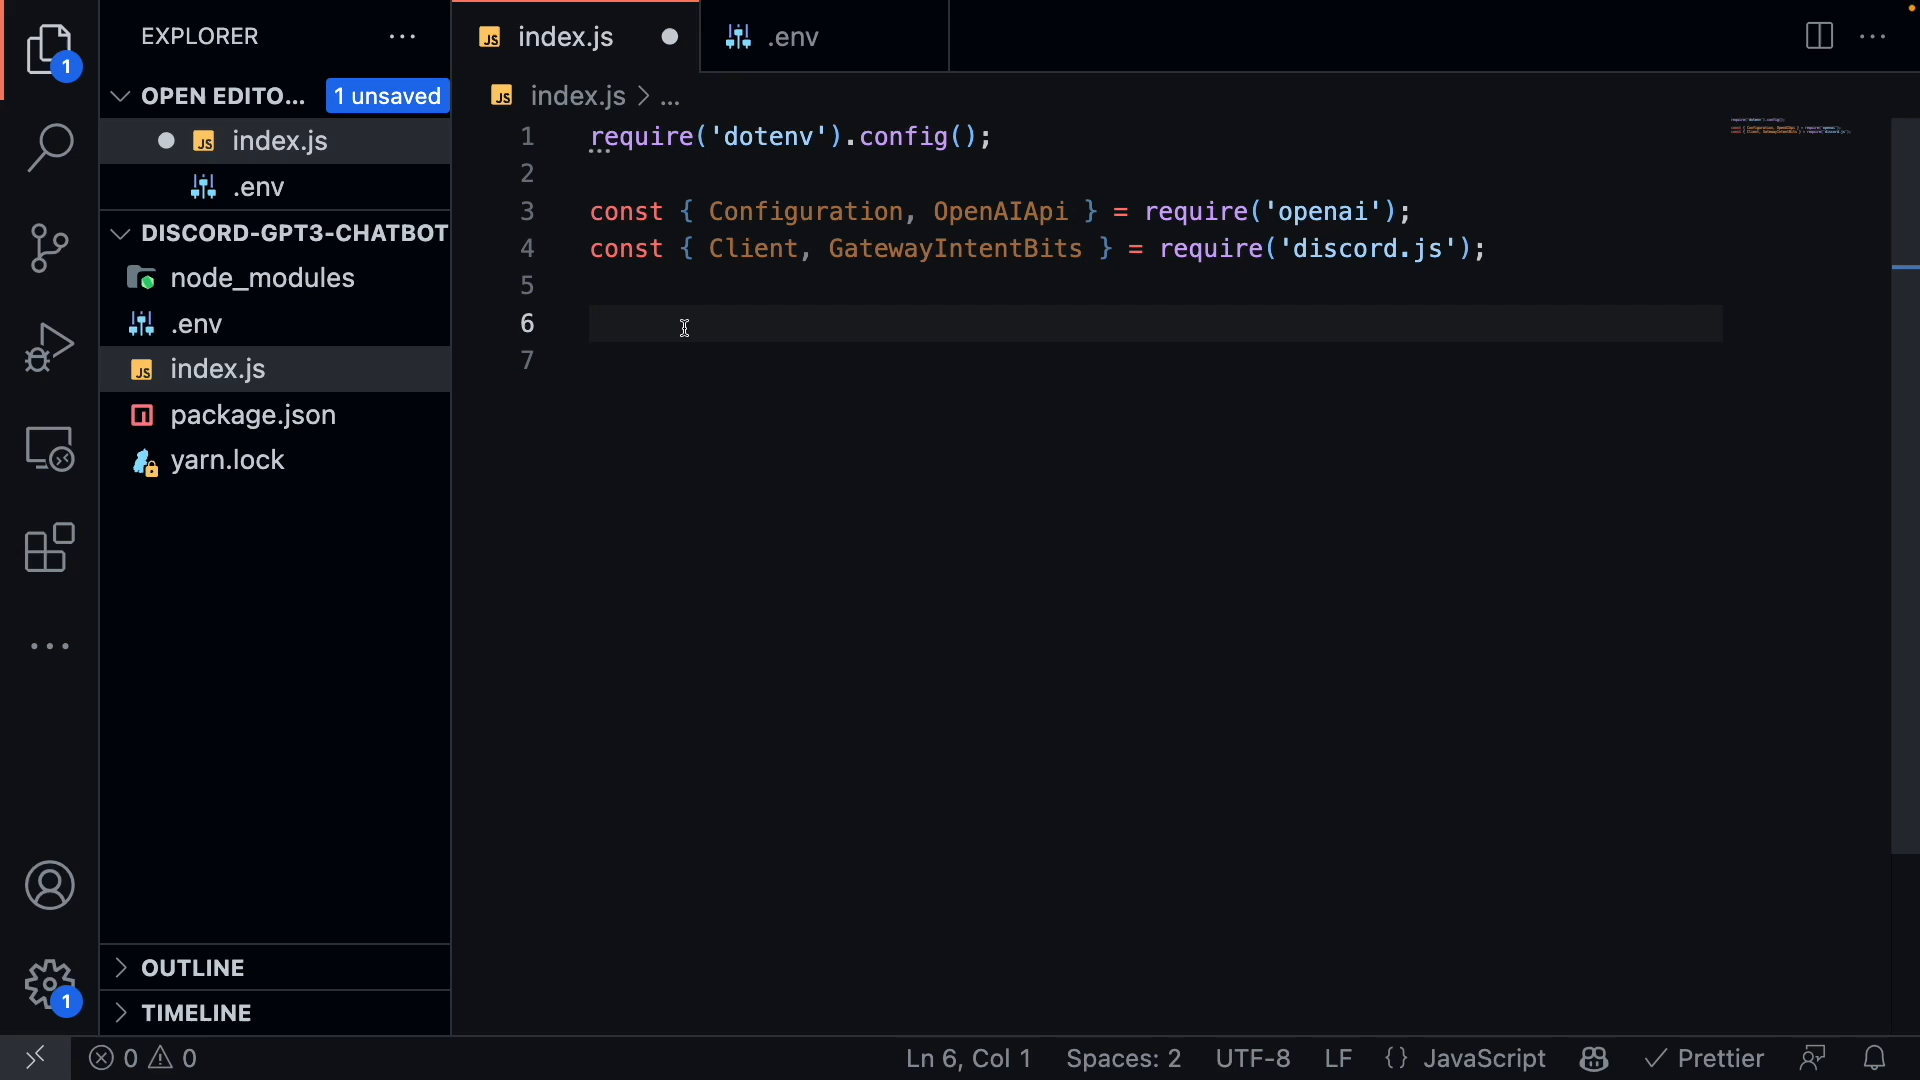 EXPLORER
index.js
.env
1
OPEN EDITO... 1 unsaved
index.js > ...
index.js
.env
DISCORD-GPT3-CHATBOT
node_modules
.env
index.js
package.json
yarn.lock
1 require('dotenv').config();
2
3 const { Configuration, OpenAIApi } = require('openai');
4 const { Client, GatewayIntentBits } = require('discord.js');
5
6
7
OUTLINE
TIMELINE
1
0 0 Ln 6, Col 1 Spaces: 2 UTF-8 LF {} JavaScript Prettier